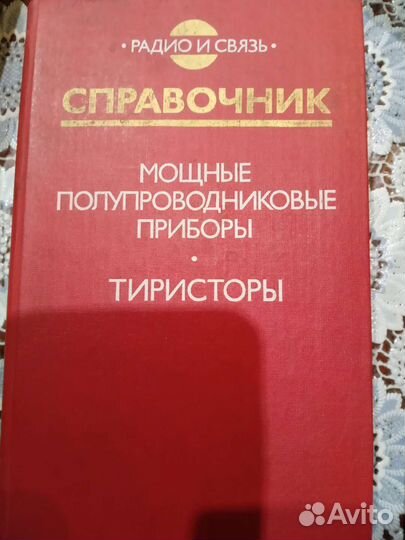 • РАДИО И СВЯЗЬ •
СПРАВОЧНИК
МОЩНЫЕ
ПОЛУПРОВОДНИКОВЫЕ
ПРИБОРЫ
•
ТИРИСТОРЫ
Avito